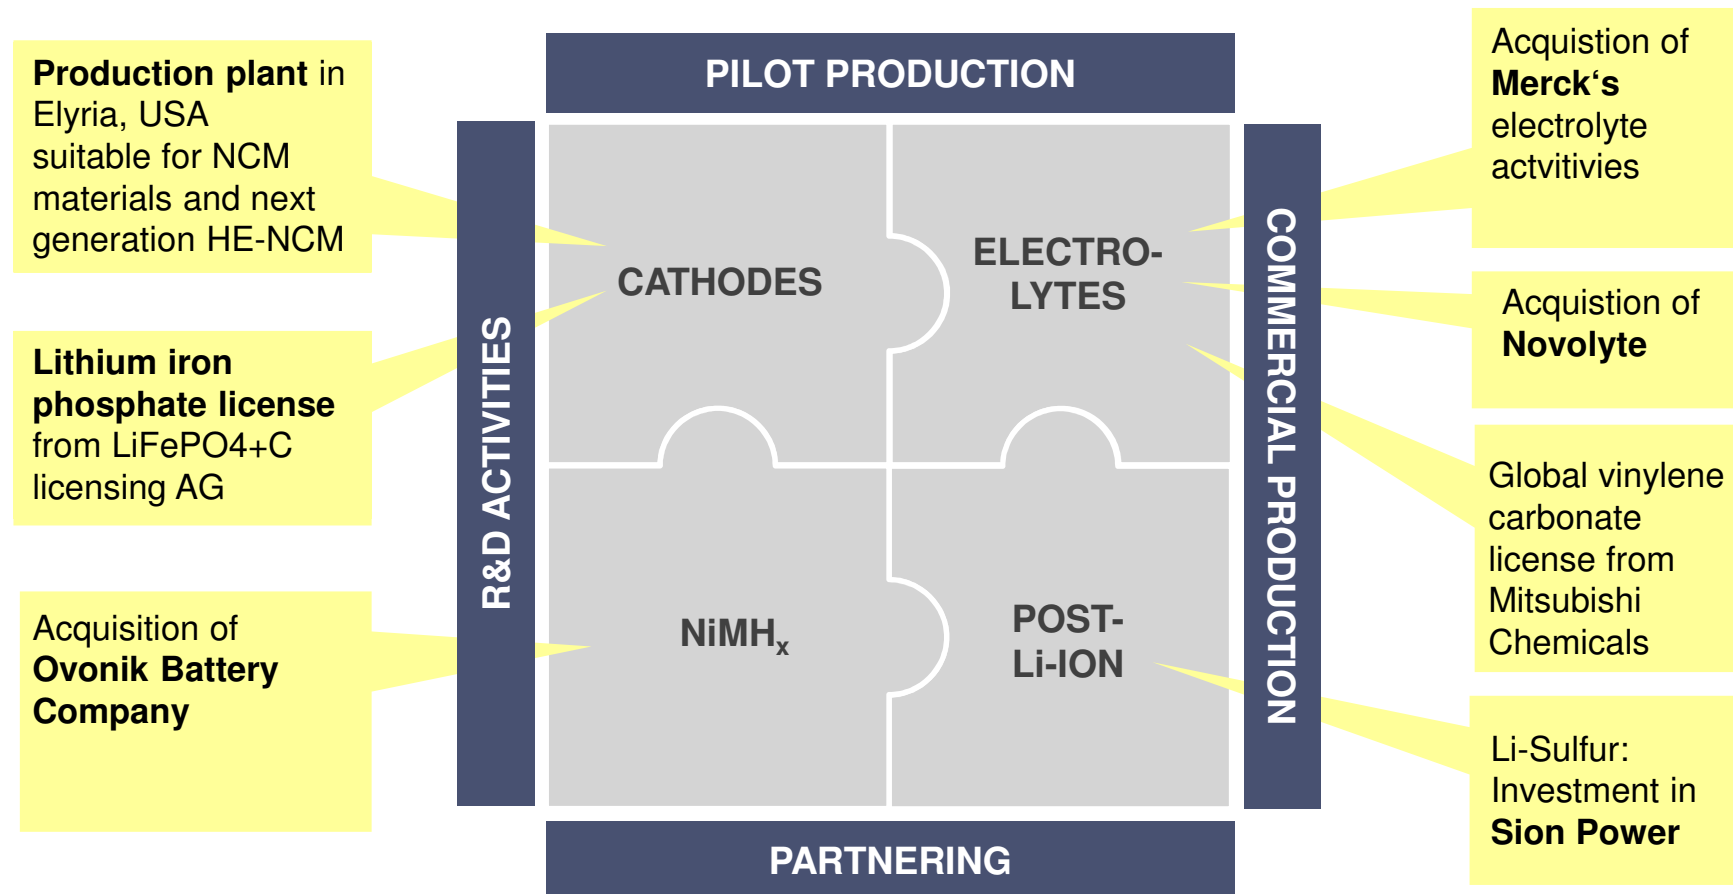 PILOT PRODUCTION
Production plant in
Elyria, USA
suitable for NCM
materials and next
generation HE-NCM
Lithium iron
phosphate license
from LiFePO4+C
licensing AG
Acquisition of
Ovonik Battery
Company
R&D ACTIVITIES
CATHODES
ELECTRO-
LYTES
NiMHx
POST-
Li-ION
COMMERCIAL PRODUCTION
Acquistion of
Merck‘s
electrolyte
actvitivies
Acquistion of
Novolyte
Global vinylene
carbonate
license from
Mitsubishi
Chemicals
Li-Sulfur:
Investment in
Sion Power
PARTNERING